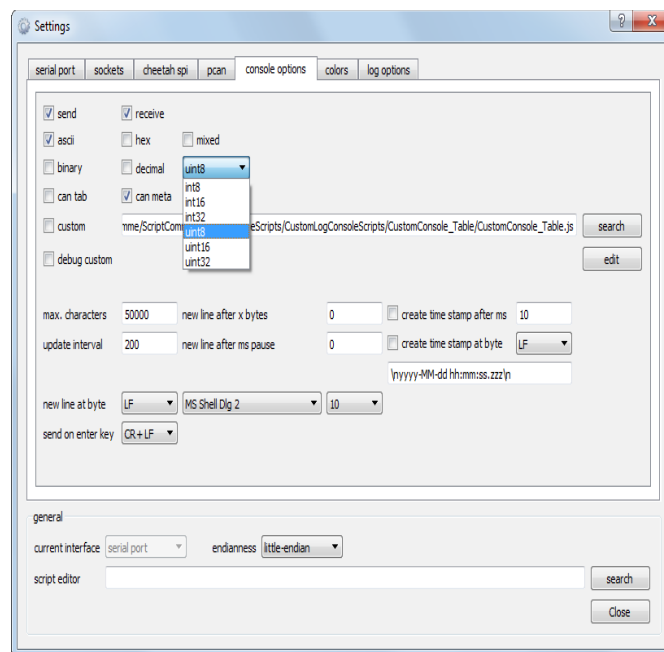 Settings
serial port sockets cheetah spi pcan console options colors log options
send receive
ascii hex mixed
binary decimal uint8
int8
can tab can meta int16
int32
custom nme/ScriptCom eScripts/CustomLogConsoleScripts/CustomConsole_Table/CustomConsole_Table.js search
uint8
uint16
debug custom uint32 edit
max. characters 50000 new line after x bytes 0 create time stamp after ms 10
update interval 200 new line after ms pause 0 create time stamp at byte LF
\nyyyy-MM-dd hh:mm:ss.zzz\n
new line at byte LF MS Shell Dlg 2 10
send on enter key CR+LF
general
current interface serial port endianness little-endian
script editor search
Close